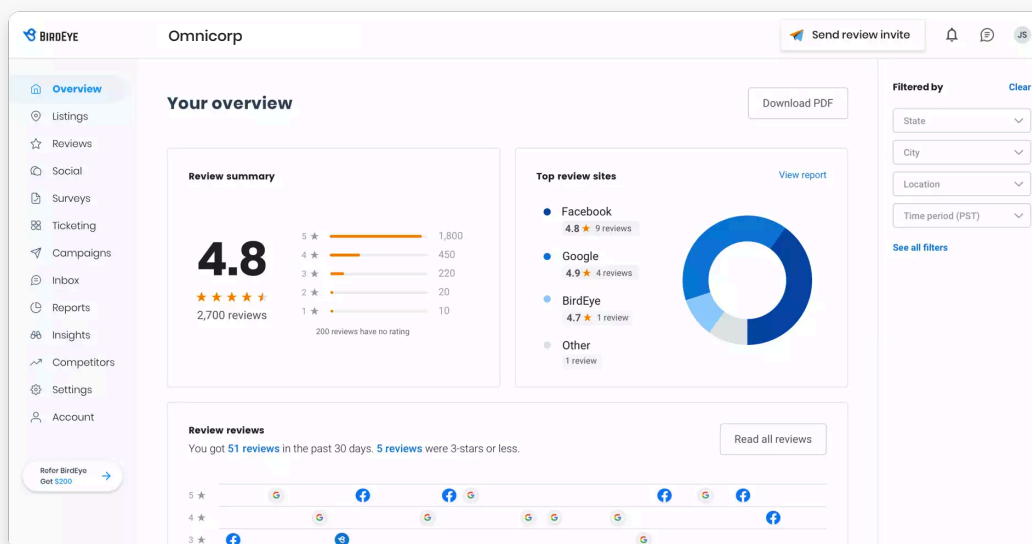 BIRDEYE
Omnicorp
Send review invite
JS
Overview
Listings
Reviews
Social
Surveys
Ticketing
Campaigns
Inbox
Reports
Insights
Competitors
Settings
Account
Refer BirdEye
Get $200
Your overview
Download PDF
Review summary
4.8
2,700 reviews
5 ★ 1,800
4 ★ 450
3 ★ 220
2 ★ 20
1 ★ 10
200 reviews have no rating
Top review sites
View report
Facebook
4.8 ★ 9 reviews
Google
4.9 ★ 4 reviews
BirdEye
4.7 ★ 1 review
Other
1 review
Review reviews
You got 51 reviews in the past 30 days. 5 reviews were 3-stars or less.
Read all reviews
5 ★
4 ★
3 ★
Filtered by
Clear
State
City
Location
Time period (PST)
See all filters